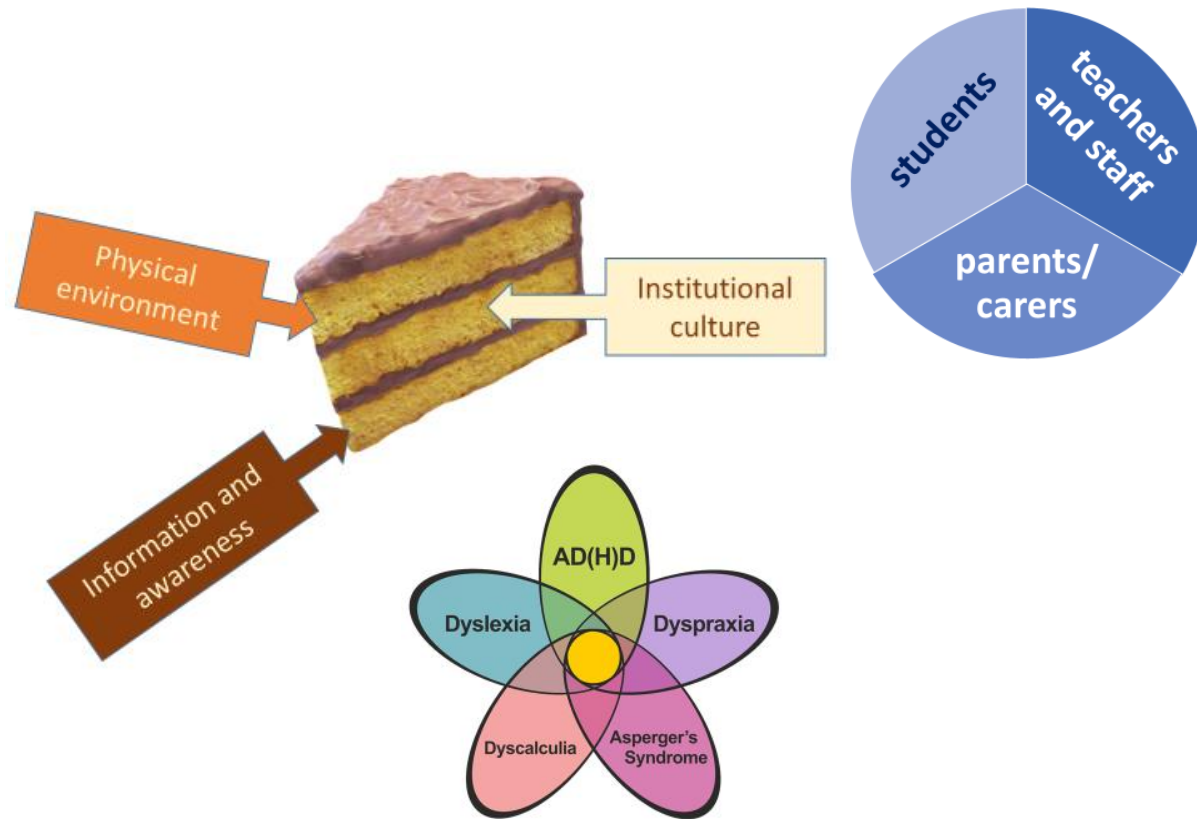 students
teachers
and staff
parents/
carers
Physical
environment
Institutional
culture
Information and
awareness
AD(H)D
Dyslexia
Dyspraxia
Dyscalculia
Asperger's
Syndrome